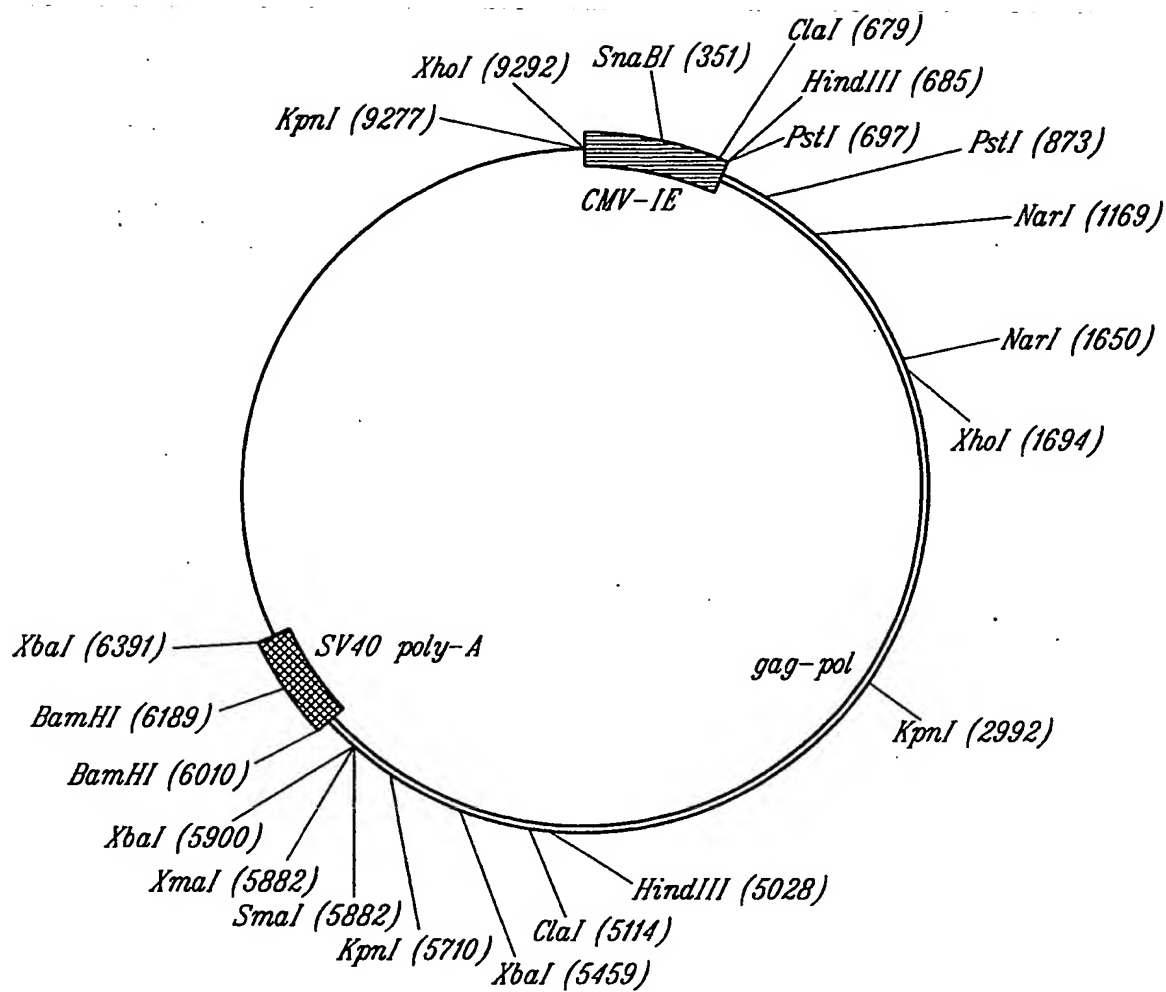 ClaI (679)
XhoI (9292)
SnaBI (351)
HindIII (685)
KpnI (9277)
PstI (697)
PstI (873)
CMV-IE
NarI (1169)
NarI (1650)
XhoI (1694)
XbaI (6391)
SV40 poly-A
gag-pol
BamHI (6189)
KpnI (2992)
BamHI (6010)
XbaI (5900)
XmaI (5882)
HindIII (5028)
SmaI (5882)
ClaI (5114)
KpnI (5710)
XbaI (5459)